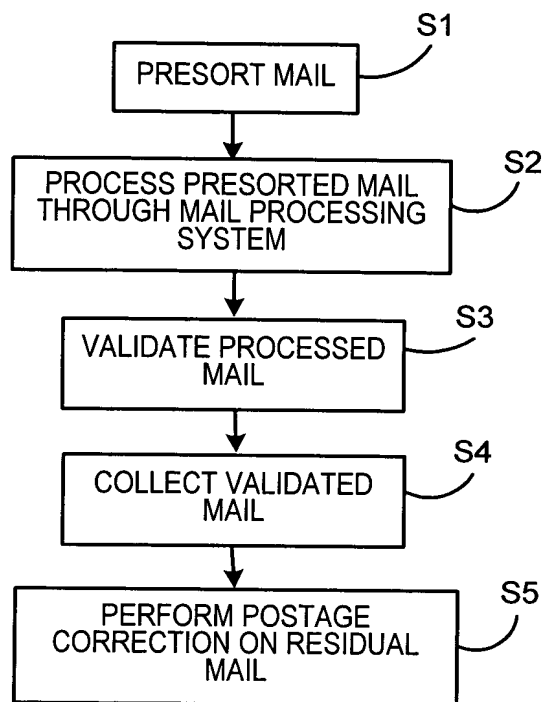 S1
PRESORT MAIL
S2
PROCESS PRESORTED MAIL
THROUGH MAIL PROCESSING
SYSTEM
S3
VALIDATE PROCESSED
MAIL
S4
COLLECT VALIDATED
MAIL
S5
PERFORM POSTAGE
CORRECTION ON RESIDUAL
MAIL